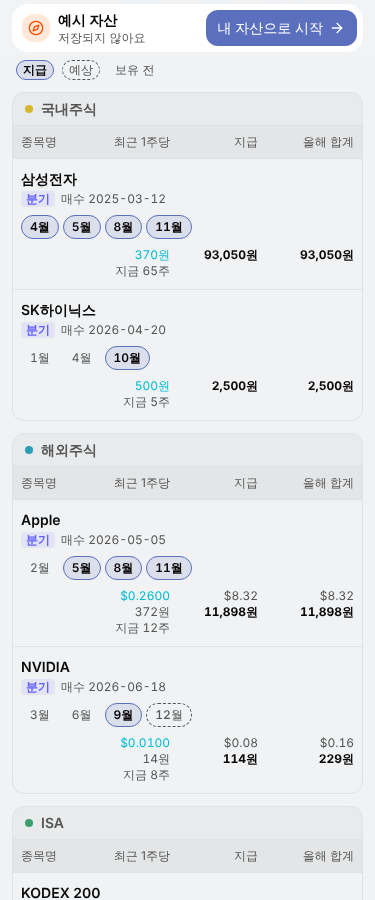 예시 자산
저장되지 않아요
내 자산으로 시작 →
지급 예상 보유 전
국내주식
종목명 최근 1주당 지급 올해 합계
삼성전자
분기 매수 2025-03-12
4월 5월 8월 11월
370원 93,050원 93,050원
지금 65주
SK하이닉스
분기 매수 2026-04-20
1월 4월 10월
500원 2,500원 2,500원
지금 5주
해외주식
종목명 최근 1주당 지급 올해 합계
Apple
분기 매수 2026-05-05
2월 5월 8월 11월
$0.2600 $8.32 $8.32
372원 11,898원 11,898원
지금 12주
NVIDIA
분기 매수 2026-06-18
3월 6월 9월 12월
$0.0100 $0.08 $0.16
14원 114원 229원
지금 8주
ISA
종목명 최근 1주당 지급 올해 합계
KODEX 200